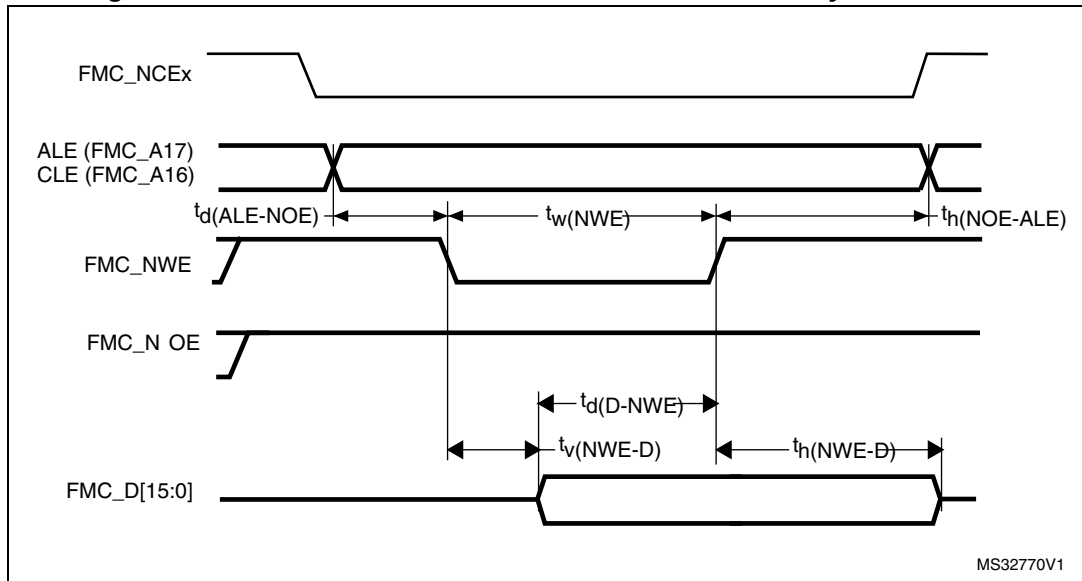 FMC_NCEx
ALE (FMC_A17)
CLE (FMC_A16)
td(ALE-NOE)
tw(NWE)
th(NOE-ALE)
FMC_NWE
FMC_N OE
td(D-NWE)
tv(NWE-D)
th(NWE-D)
FMC_D[15:0]
MS32770V1